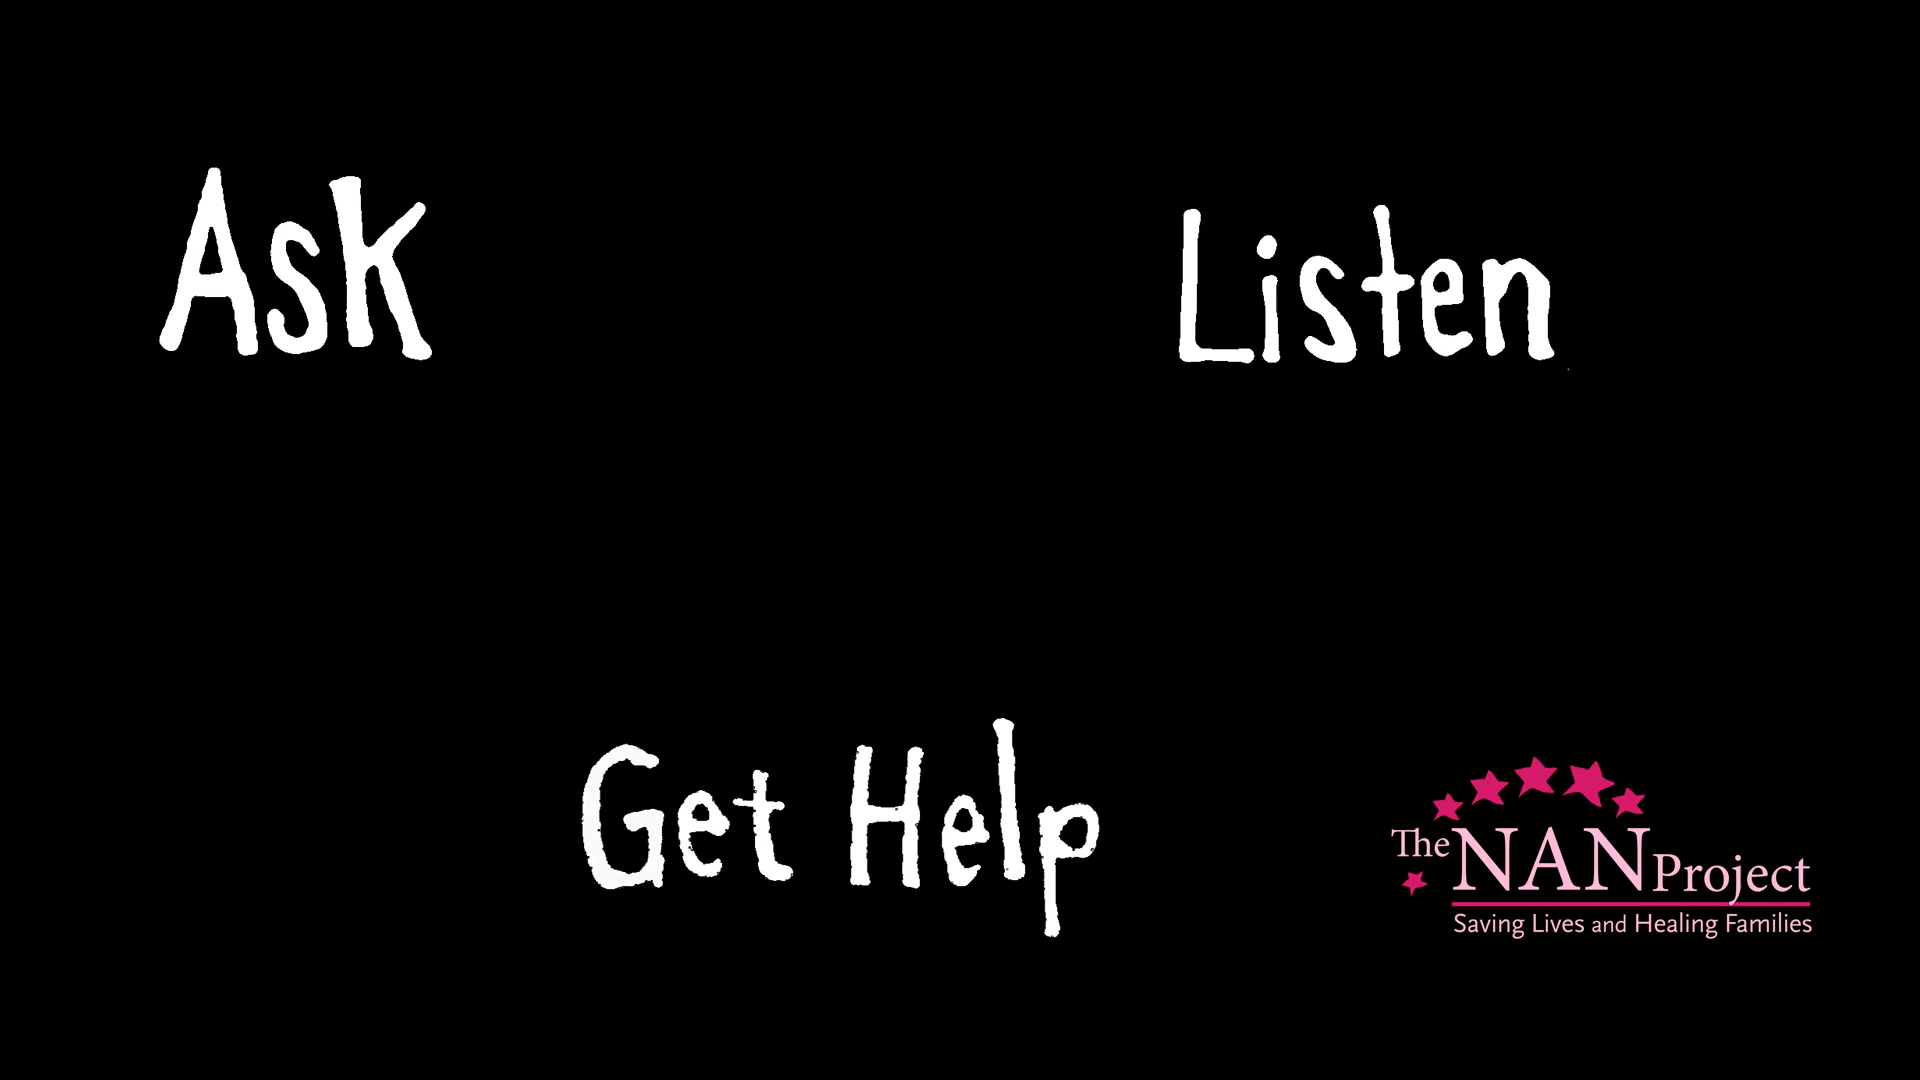 Ask
Listen
Get Help
The NAN Project
Saving Lives and Healing Families